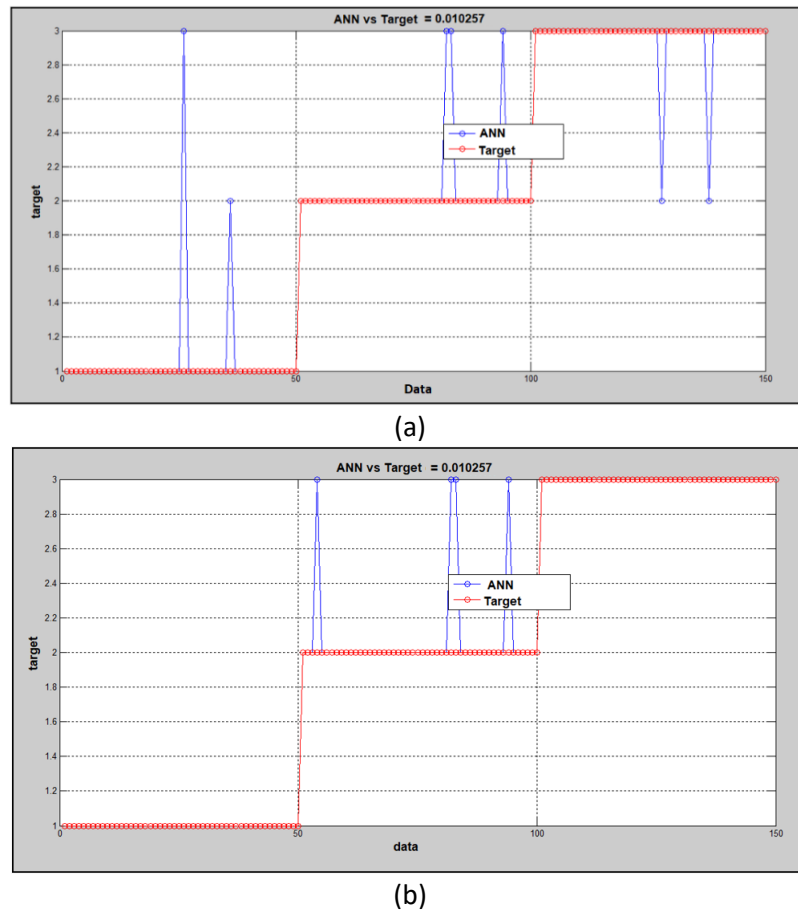 ANN vs Target = 0.010257
3
2.8
2.6
2.4
2.2
2
1.8
1.6
1.4
1.2
1
target
ANN
Target
0
50
100
150
Data
(a)
ANN vs Target = 0.010257
3
2.8
2.6
2.4
2.2
2
1.8
1.6
1.4
1.2
1
target
ANN
Target
0
50
100
150
data
(b)